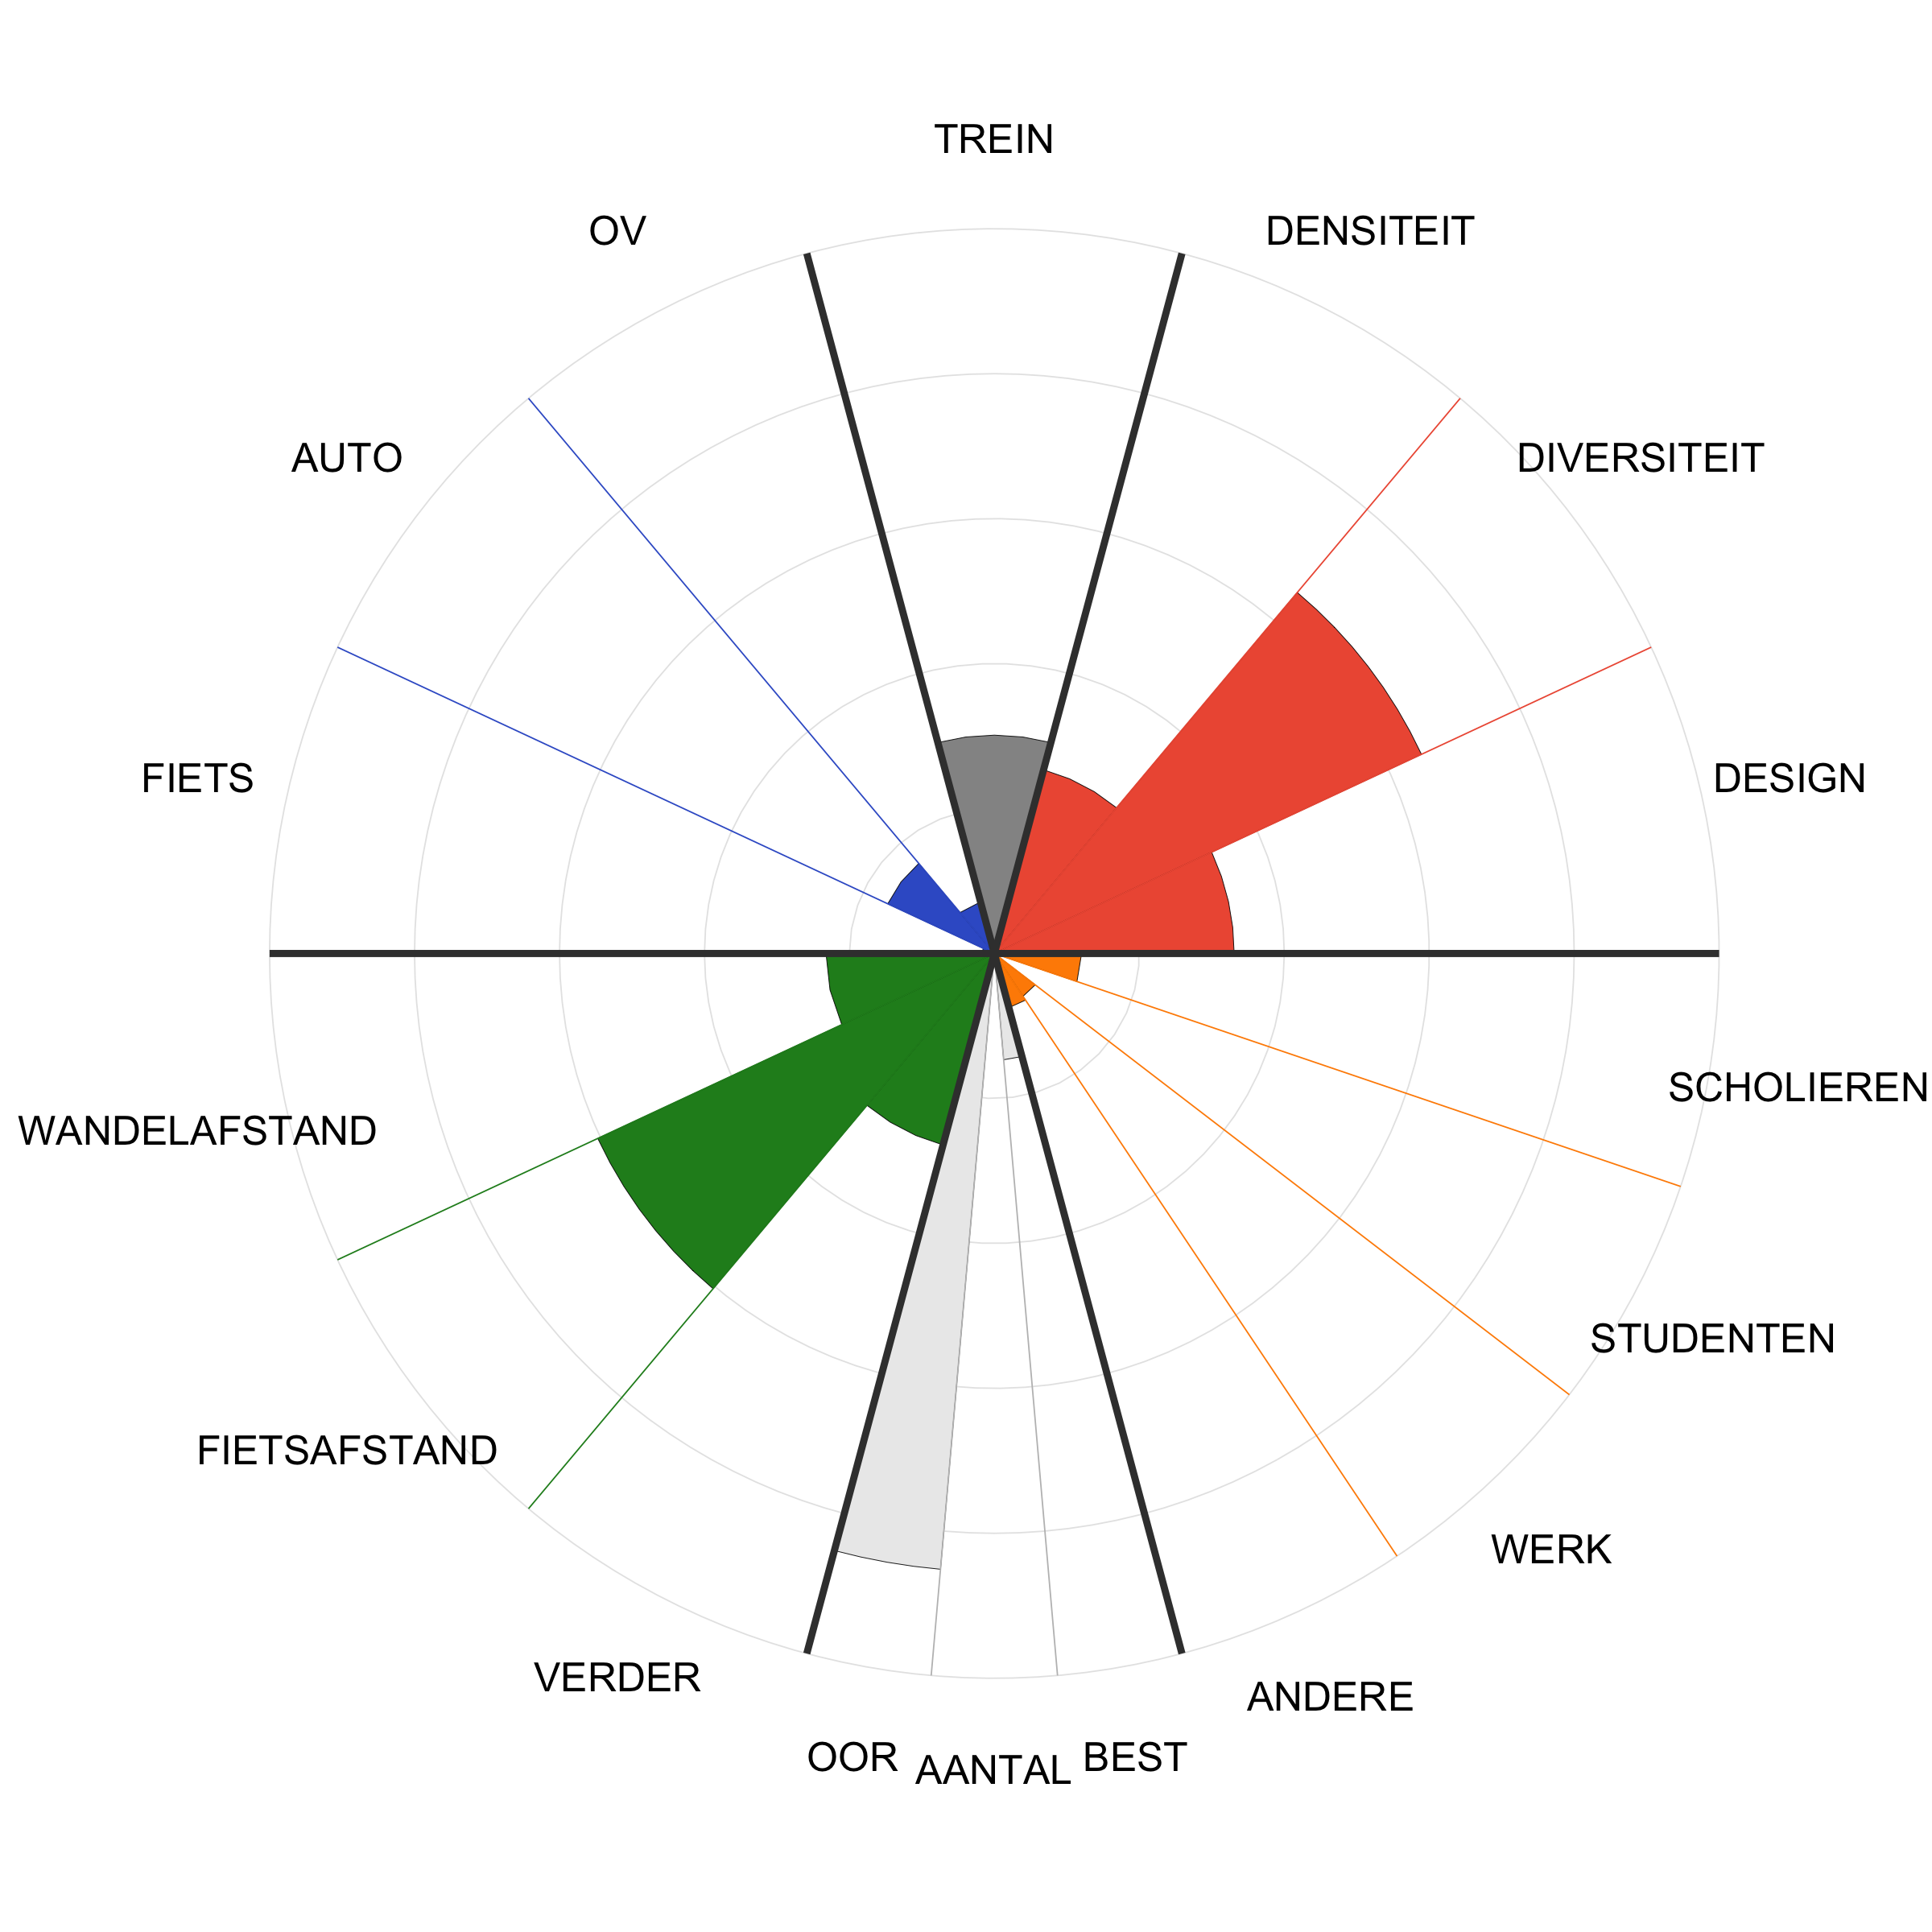 TREIN
OV
DENSITEIT
AUTO
DIVERSITEIT
FIETS
DESIGN
SCHOLIEREN
WANDELAFSTAND
STUDENTEN
FIETSAFSTAND
WERK
VERDER
ANDERE
OOR
AANTAL
BEST